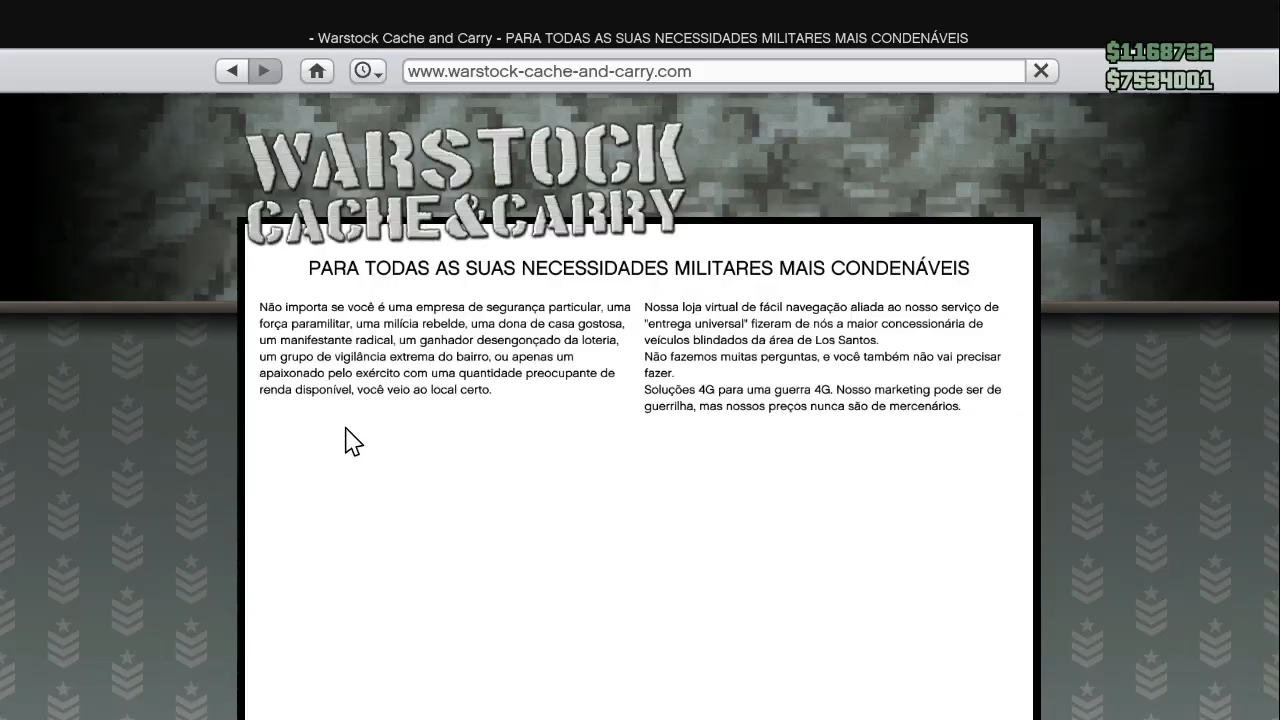 - Warstock Cache and Carry - PARA TODAS AS SUAS NECESSIDADES MILITARES MAIS CONDENÁVEIS
www.warstock-cache-and-carry.com
$1168732
$7534001
WARSTOCK
CACHE&CARRY
PARA TODAS AS SUAS NECESSIDADES MILITARES MAIS CONDENÁVEIS
Não importa se você é uma empresa de segurança particular, uma
força paramilitar, uma milícia rebelde, uma dona de casa gostosa,
um manifestante radical, um ganhador desengonçado da loteria,
um grupo de vigilância extrema do bairro, ou apenas um
apaixonado pelo exército com uma quantidade preocupante de
renda disponível, você veio ao local certo.
Nossa loja virtual de fácil navegação aliada ao nosso serviço de
"entrega universal" fizeram de nós a maior concessionária de
veículos blindados da área de Los Santos.
Não fazemos muitas perguntas, e você também não vai precisar
fazer.
Soluções 4G para uma guerra 4G. Nosso marketing pode ser de
guerrilha, mas nossos preços nunca são de mercenários.